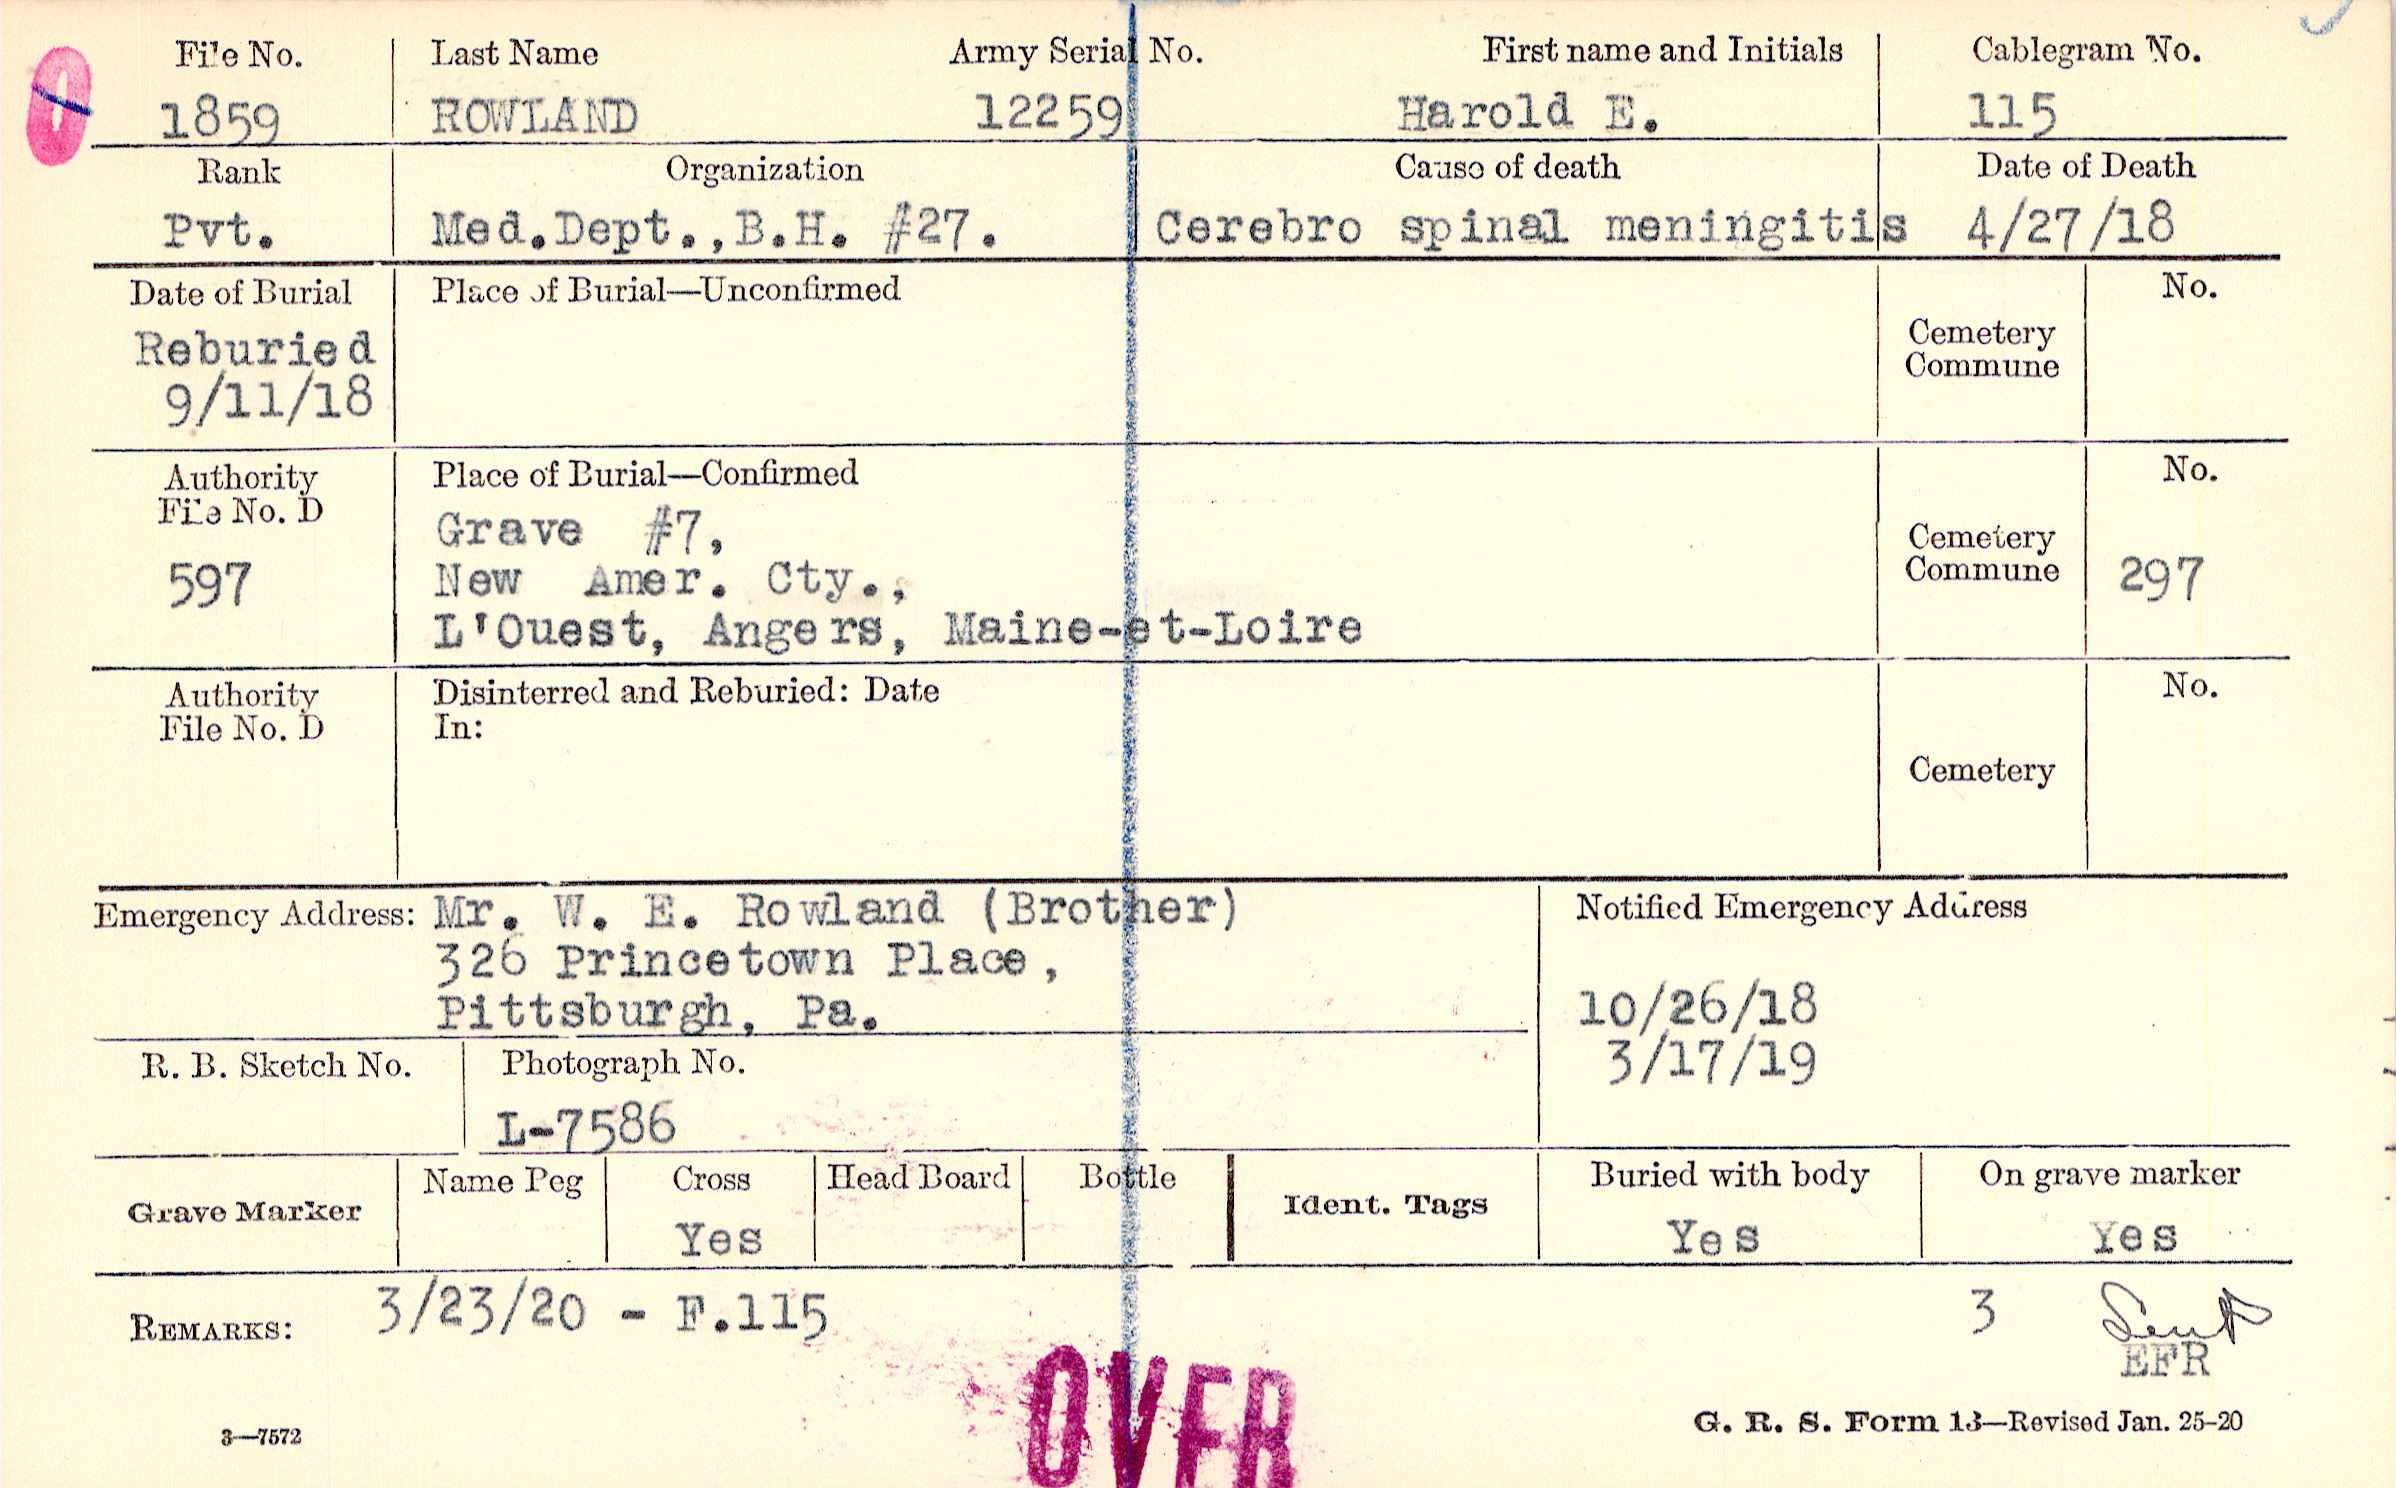 File No. Last Name Army Serial No. First name and Initials Cablegram No.
1859 ROWLAND 12259 Harold E. 115
Rank Organization Cause of death Date of Death
Pvt. Med.Dept.,B.H. #27. Cerebro spinal meningitis 4/27/18
Date of Burial Place of Burial—Unconfirmed No.
Reburied
9/11/18
Cemetery
Commune
Authority
File No. D
597
Place of Burial—Confirmed
Grave #7,
New Amer. Cty.,
L'Ouest, Angers, Maine-et-Loire
Cemetery
Commune
No.
297
Authority
File No. D
Disinterred and Reburied: Date
In:
Cemetery
No.
Emergency Address: Mr. W. E. Rowland (Brother)
326 Princetown Place,
Pittsburgh, Pa.
Notified Emergency Address
10/26/18
3/17/19
R. B. Sketch No. Photograph No.
L-7586
Grave Marker Name Peg Cross Head Board Bottle Ident. Tags Buried with body On grave marker
Yes Yes Yes
REMARKS: 3/23/20 - F.115 3 Sent
EFR
OVER
3—7572
G. R. S. Form 13—Revised Jan. 25-20